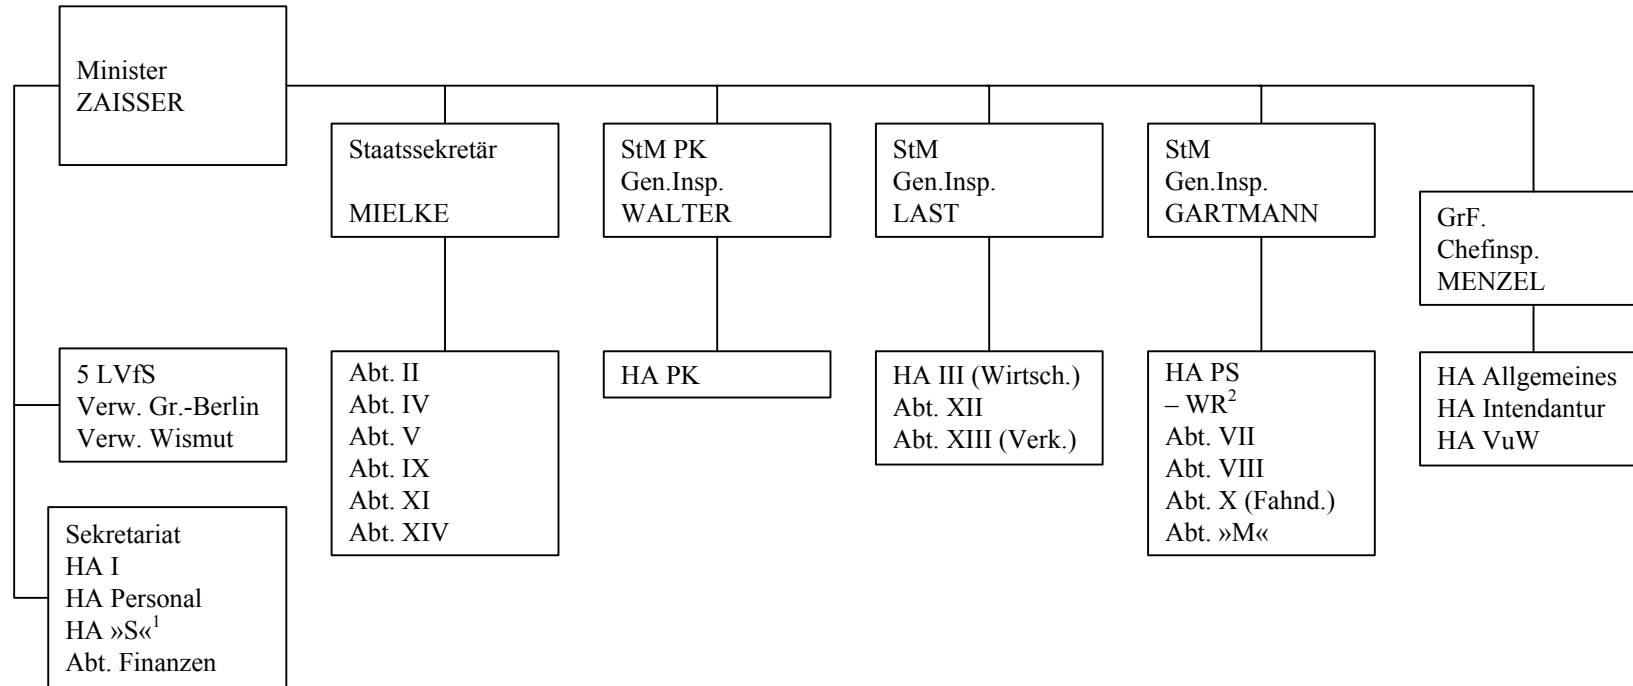 Minister
ZAISSER
Staatssekretär
MIELKE
StM PK
Gen.Insp.
WALTER
StM
Gen.Insp.
LAST
StM
Gen.Insp.
GARTMANN
GrF.
Chefinsp.
MENZEL
5 LVfS
Verw. Gr.-Berlin
Verw. Wismut
Abt. II
Abt. IV
Abt. V
Abt. IX
Abt. XI
Abt. XIV
HA PK
HA III (Wirtsch.)
Abt. XII
Abt. XIII (Verk.)
HA PS
– WR²
Abt. VII
Abt. VIII
Abt. X (Fahnd.)
Abt. »M«
HA Allgemeines
HA Intendantur
HA VuW
Sekretariat
HA I
HA Personal
HA »S«¹
Abt. Finanzen